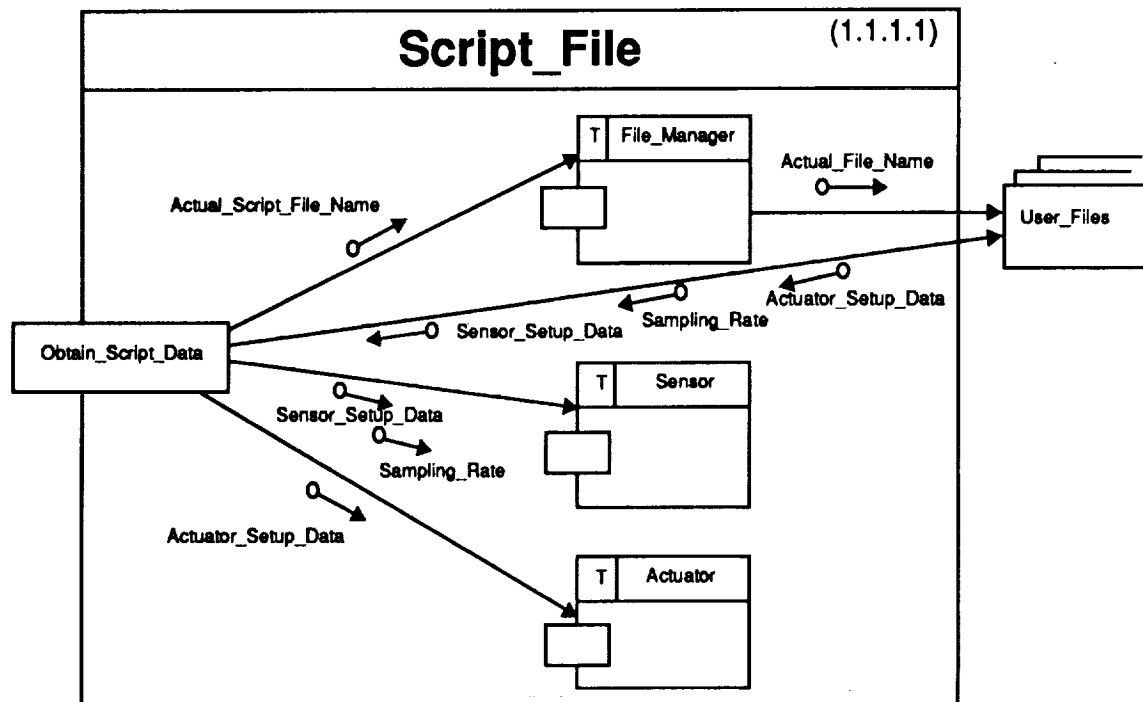 Script_File
(1.1.1.1)
T
File_Manager
Actual_File_Name
Actual_Script_File_Name
User_Files
Actuator_Setup_Data
Sampling_Rate
Sensor_Setup_Data
Obtain_Script_Data
T
Sensor
Sensor_Setup_Data
Sampling_Rate
Actuator_Setup_Data
T
Actuator